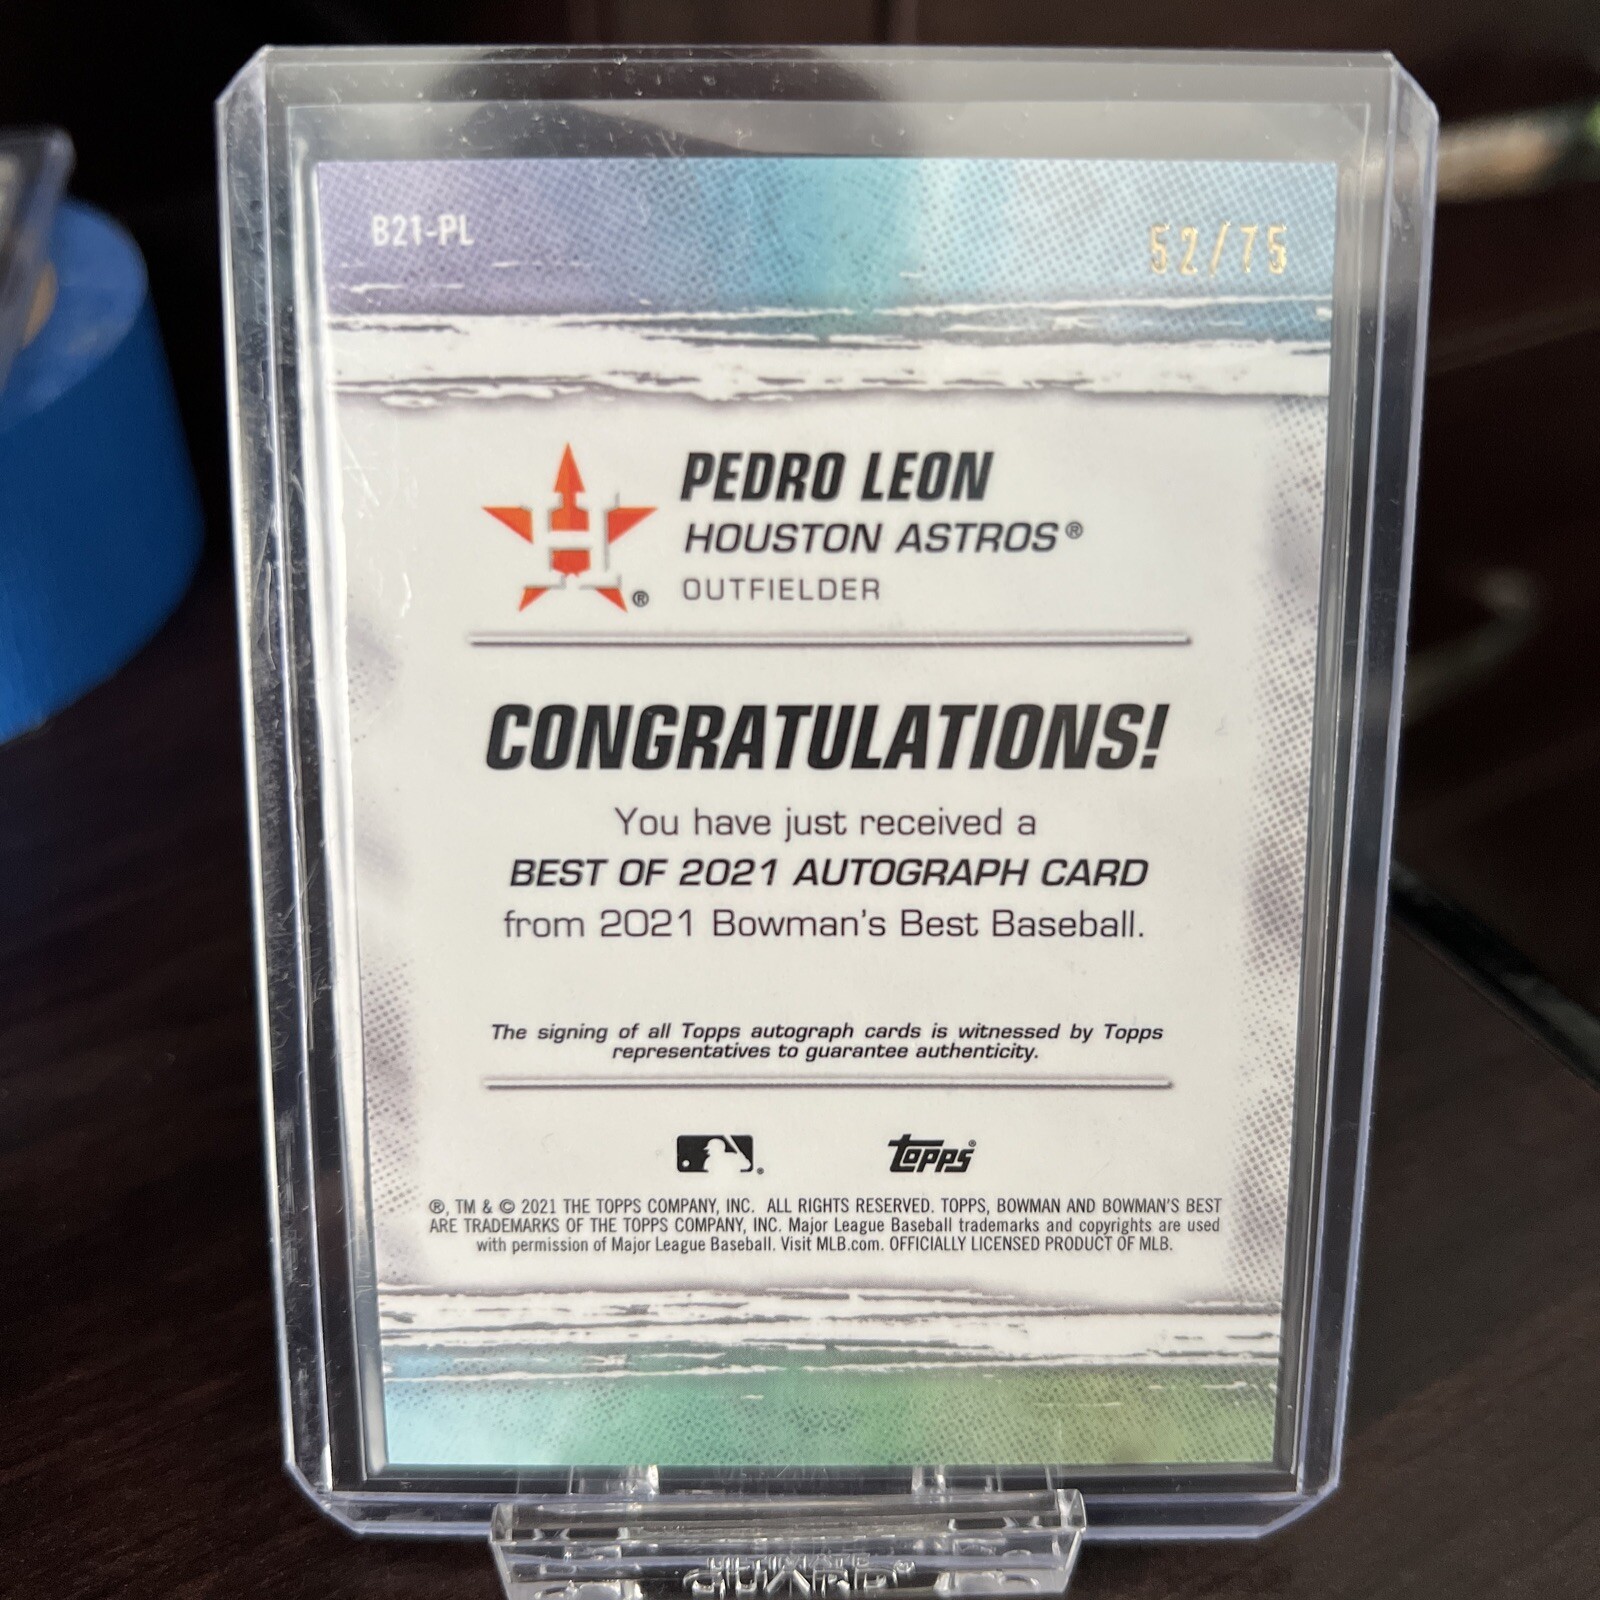 B21-PL
52/75
PEDRO LEON
HOUSTON ASTROS®
OUTFIELDER
®
CONGRATULATIONS!
You have just received a
BEST OF 2021 AUTOGRAPH CARD
from 2021 Bowman's Best Baseball.
The signing of all Topps autograph cards is witnessed by Topps
representatives to guarantee authenticity.
topps®
®, TM & © 2021 THE TOPPS COMPANY, INC. ALL RIGHTS RESERVED. TOPPS, BOWMAN AND BOWMAN'S BEST
ARE TRADEMARKS OF THE TOPPS COMPANY, INC. Major League Baseball trademarks and copyrights are used
with permission of Major League Baseball. Visit MLB.com. OFFICIALLY LICENSED PRODUCT OF MLB.
ULTIMATE
GUARD®